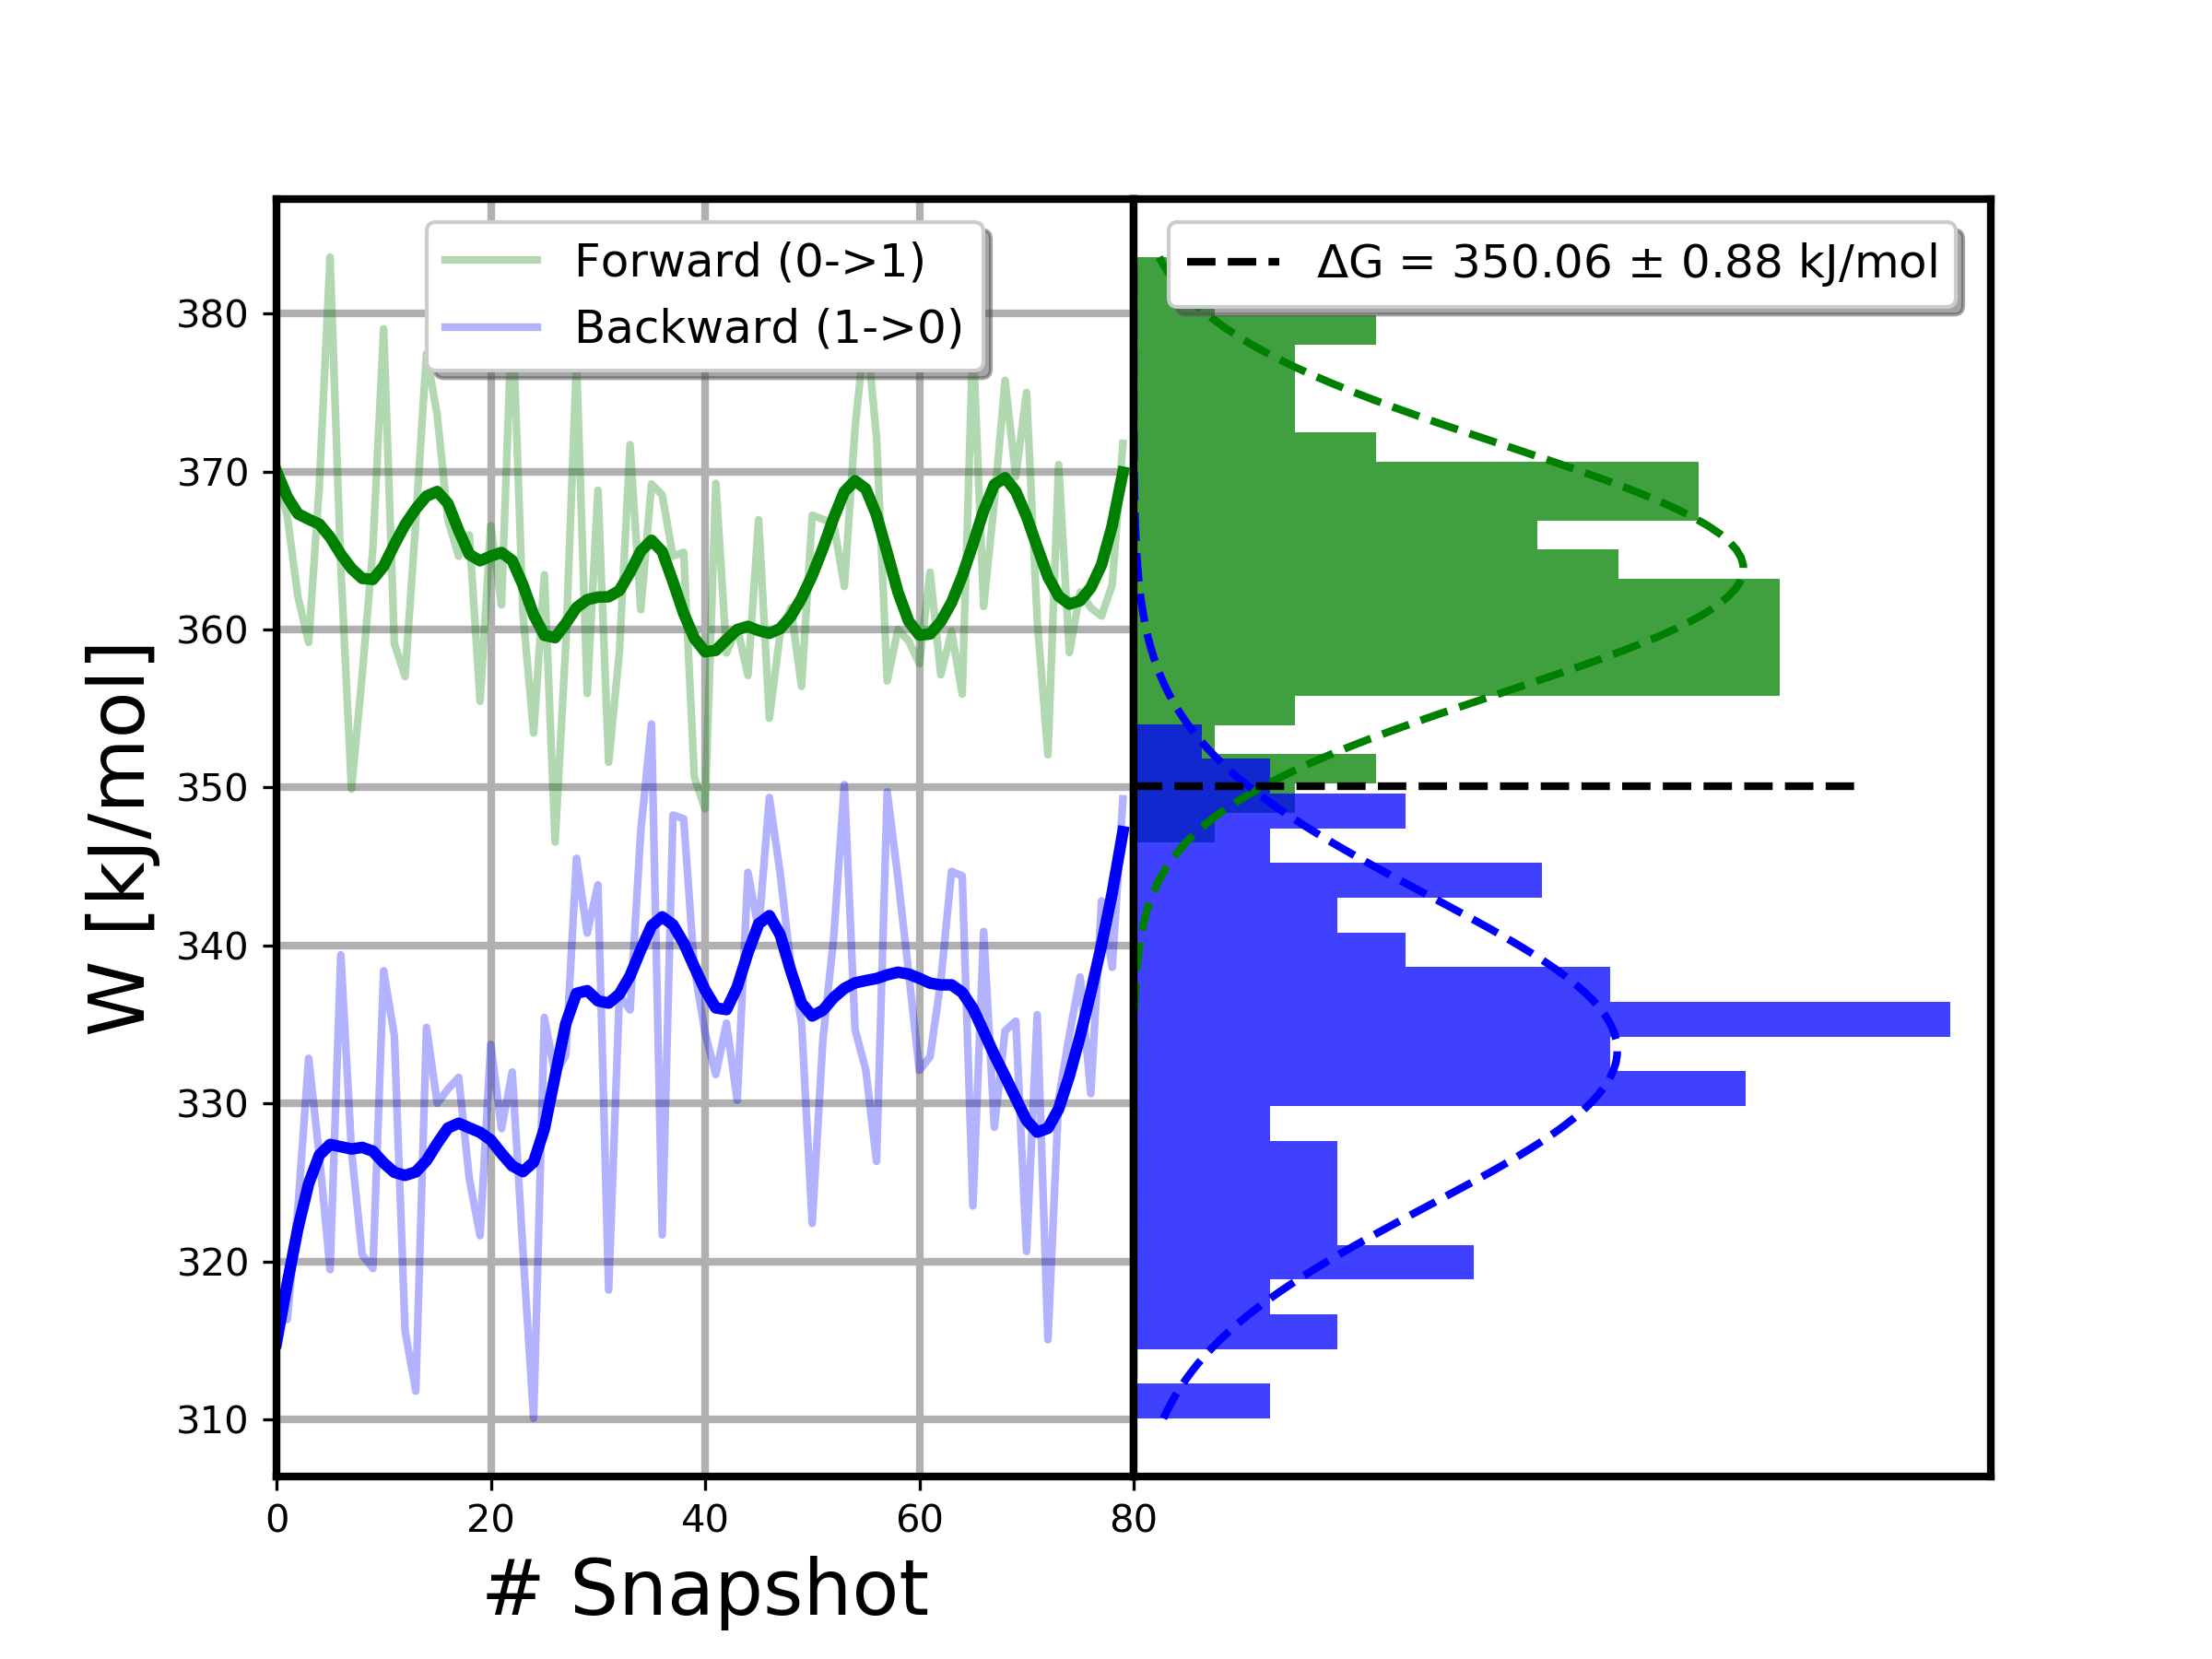 Forward (0->1)
Backward (1->0)
ΔG = 350.06 ± 0.88 kJ/mol
380
370
360
350
340
330
320
310
W [kJ/mol]
0 20 40 60 80
# Snapshot